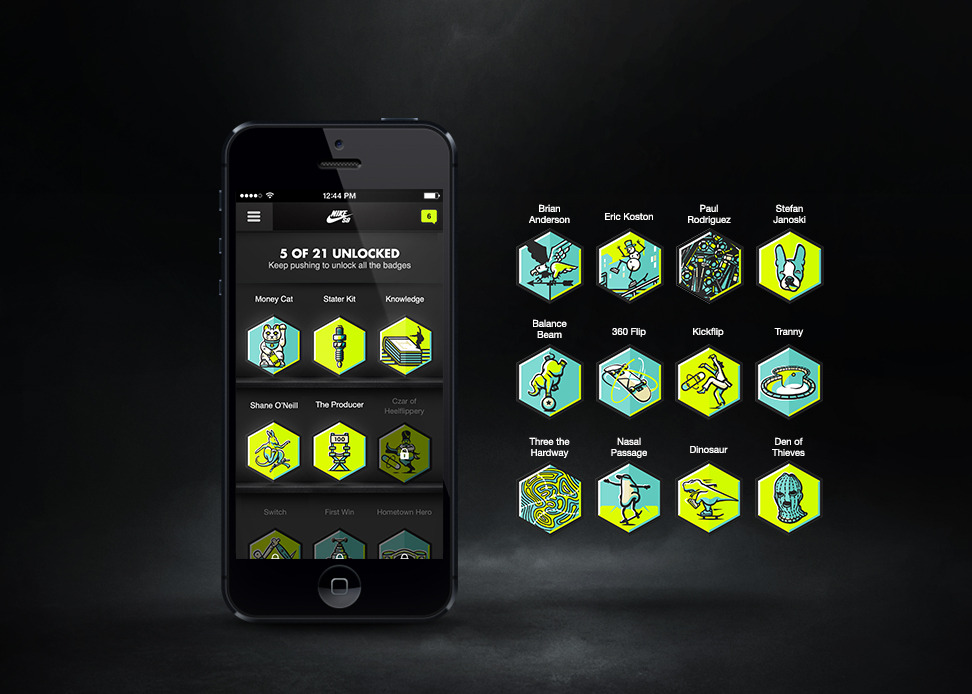 12:44 PM
NIKE SB
6
5 OF 21 UNLOCKED
Keep pushing to unlock all the badges
Money Cat
Stater Kit
Knowledge
Shane O'Neill
The Producer
Czar of
Heelflippery
100
Switch
First Win
Hometown Hero
Brian
Anderson
Eric Koston
Paul
Rodriguez
Stefan
Janoski
Balance
Beam
360 Flip
Kickflip
Tranny
Three the
Hardway
Nasal
Passage
Dinosaur
Den of
Thieves